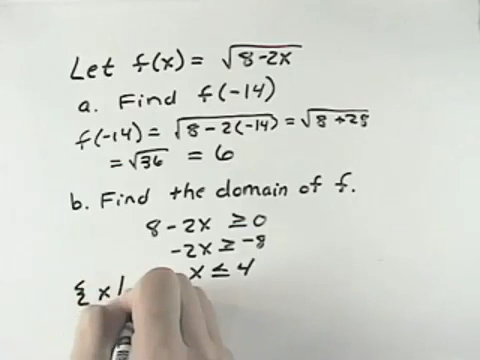 Let f(x) = √8-2x
a. Find f(-14)
f(-14) = √8-2(-14) = √8+28
= √36 = 6
b. Find the domain of f.
8-2x ≥ 0
-2x ≥ -8
x ≤ 4
{ x |